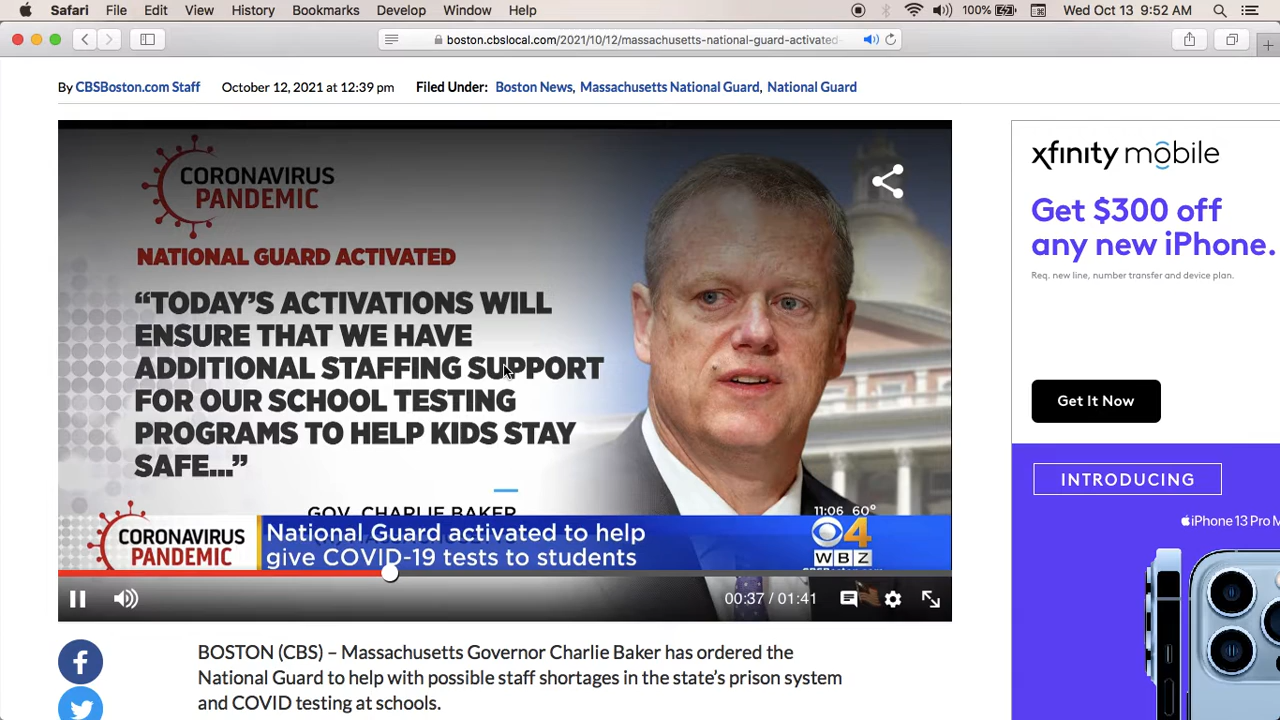 Safari File Edit View History Bookmarks Develop Window Help 100% Wed Oct 13 9:52 AM
boston.cbslocal.com/2021/10/12/massachusetts-national-guard-activated-
By CBSBoston.com Staff October 12, 2021 at 12:39 pm Filed Under: Boston News, Massachusetts National Guard, National Guard
CORONAVIRUS
PANDEMIC
NATIONAL GUARD ACTIVATED
“TODAY’S ACTIVATIONS WILL
ENSURE THAT WE HAVE
ADDITIONAL STAFFING SUPPORT
FOR OUR SCHOOL TESTING
PROGRAMS TO HELP KIDS STAY
SAFE...”
GOV. CHARLIE BAKER
11:06 60°
CORONAVIRUS
PANDEMIC
National Guard activated to help
give COVID-19 tests to students
4
WBZ
CBSBoston.com
00:37 / 01:41
xfinity mobile
Get $300 off
any new iPhone.
Req. new line, number transfer and device plan.
Get It Now
INTRODUCING
iPhone 13 Pro
BOSTON (CBS) – Massachusetts Governor Charlie Baker has ordered the
National Guard to help with possible staff shortages in the state’s prison system
and COVID testing at schools.